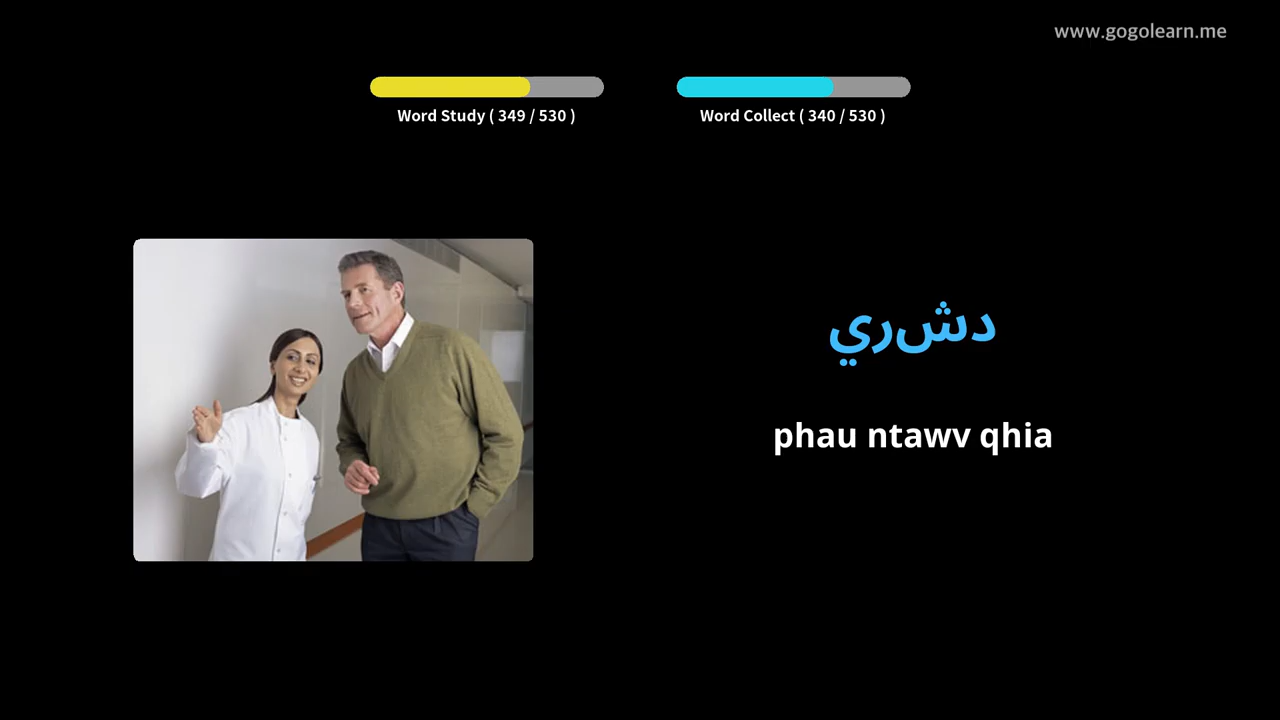 www.gogolearn.me
Word Study ( 349 / 530 )
Word Collect ( 340 / 530 )
دش‌ري
phau ntawv qhia